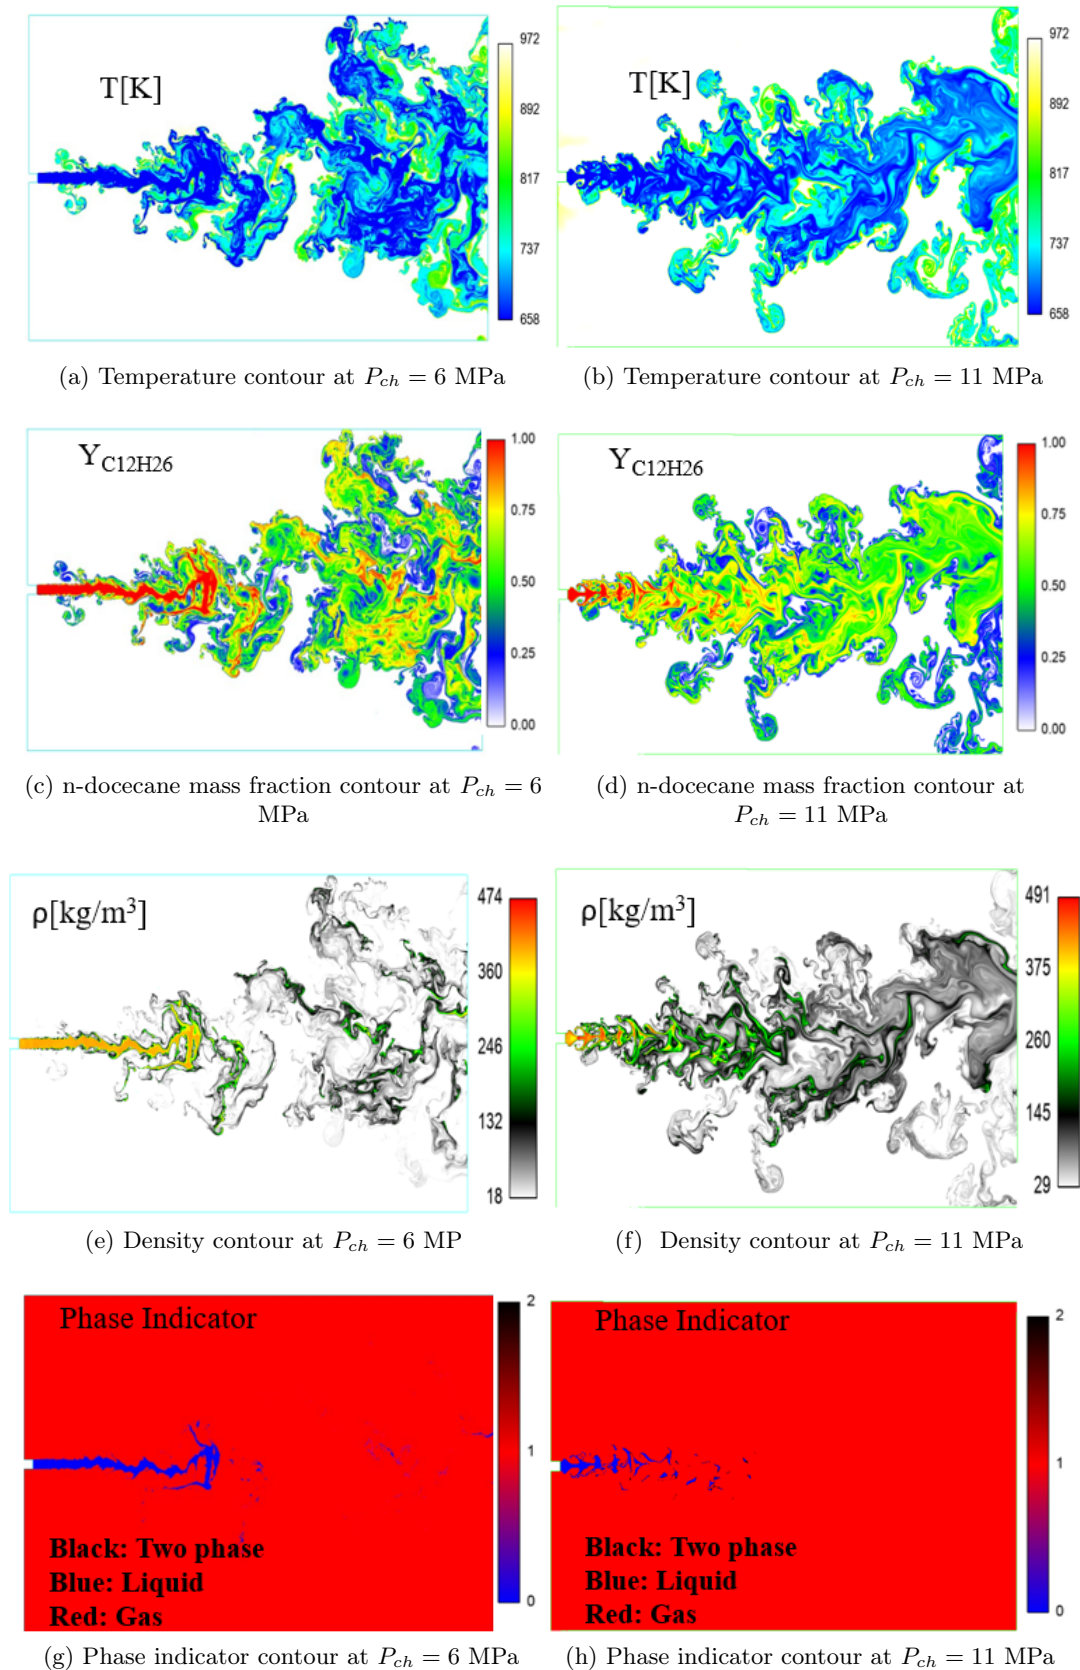 T[K]
972
892
817
737
658
T[K]
972
892
817
737
658
(a) Temperature contour at P_ch = 6 MPa
(b) Temperature contour at P_ch = 11 MPa
Y_C12H26
1.00
0.75
0.50
0.25
0.00
Y_C12H26
1.00
0.75
0.50
0.25
0.00
(c) n-docecane mass fraction contour at P_ch = 6
MPa
(d) n-docecane mass fraction contour at
P_ch = 11 MPa
ρ[kg/m³]
474
360
246
132
18
ρ[kg/m³]
491
375
260
145
29
(e) Density contour at P_ch = 6 MP
(f) Density contour at P_ch = 11 MPa
Phase Indicator
2
1
0
Black: Two phase
Blue: Liquid
Red: Gas
Phase Indicator
2
1
0
Black: Two phase
Blue: Liquid
Red: Gas
(g) Phase indicator contour at P_ch = 6 MPa
(h) Phase indicator contour at P_ch = 11 MPa